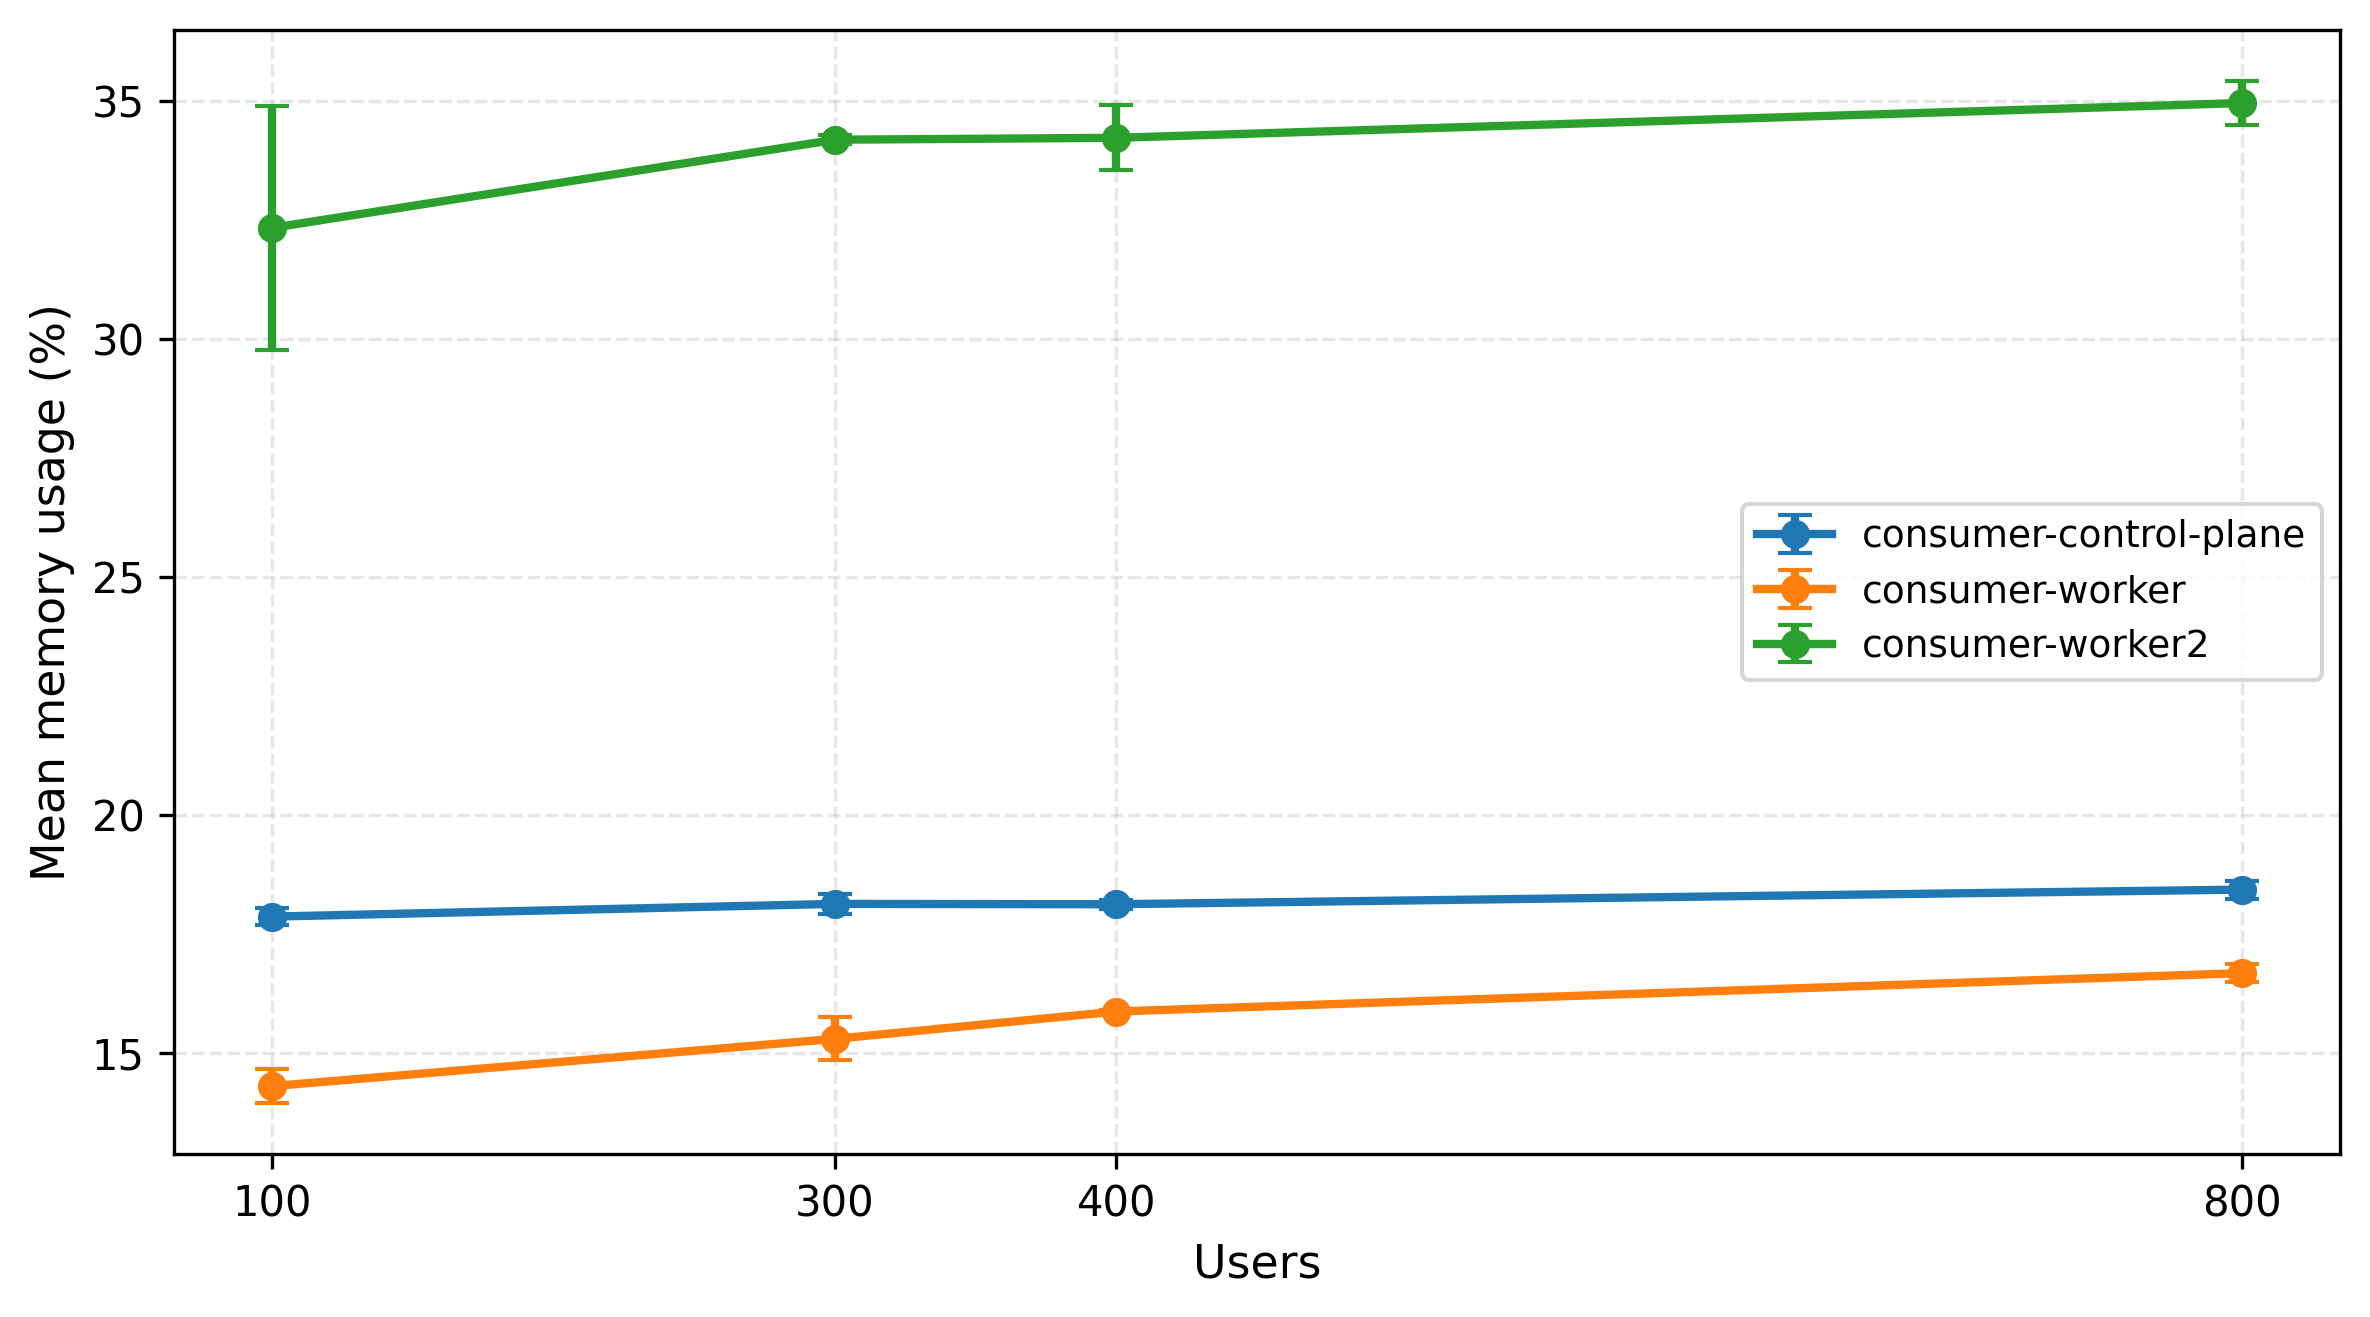 Mean memory usage (%)
35
30
25
20
15
consumer-control-plane
consumer-worker
consumer-worker2
100 300 400 800
Users